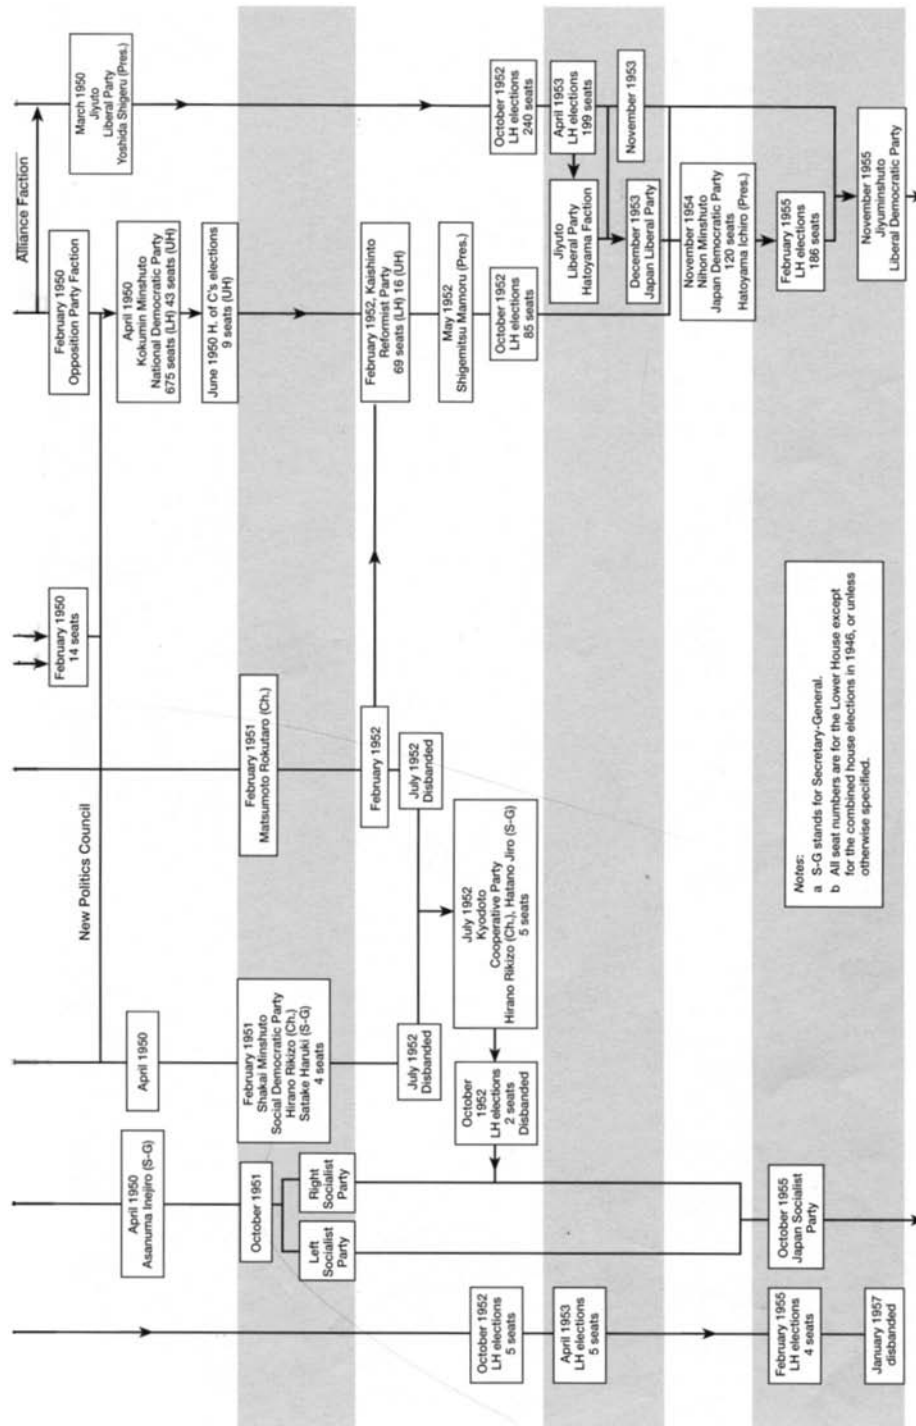 Alliance Faction
February 1950
14 seats
February 1950
Opposition Party Faction
March 1950
Jiyuto
Liberal Party
Yoshida Shigeru (Pres.)
New Politics Council
April 1950
Asanuma Inejiro (S-G)
April 1950
April 1950
Kokumin Minshuto
National Democratic Party
675 seats (LH) 43 seats (UH)
June 1950 H. of C's elections
9 seats (UH)
October 1951
Left
Socialist
Party
Right
Socialist
Party
February 1951
Shakai Minshuto
Social Democratic Party
Hirano Rikizo (Ch.)
Satake Haruki (S-G)
4 seats
February 1951
Matsumoto Rokutaro (Ch.)
February 1952
February 1952, Kaishinto
Reformist Party
69 seats (LH) 16 (UH)
July 1952
Disbanded
July 1952
Disbanded
May 1952
Shigemitsu Mamoru (Pres.)
October 1952
LH elections
5 seats
October
1952
LH elections
2 seats
Disbanded
July 1952
Kyodoto
Cooperative Party
Hirano Rikizo (Ch.), Hatano Jiro (S-G)
5 seats
October 1952
LH elections
85 seats
October 1952
LH elections
240 seats
April 1953
LH elections
5 seats
Jiyuto
Liberal Party
Hatoyama Faction
April 1953
LH elections
199 seats
December 1953
Japan Liberal Party
November 1953
November 1954
Nihon Minshuto
Japan Democratic Party
120 seats
Hatoyama Ichiro (Pres.)
February 1955
LH elections
4 seats
October 1955
Japan Socialist
Party
Notes:
a S-G stands for Secretary-General.
b All seat numbers are for the Lower House except
for the combined house elections in 1946, or unless
otherwise specified.
February 1955
LH elections
186 seats
January 1957
disbanded
November 1955
Jiyuminshuto
Liberal Democratic Party